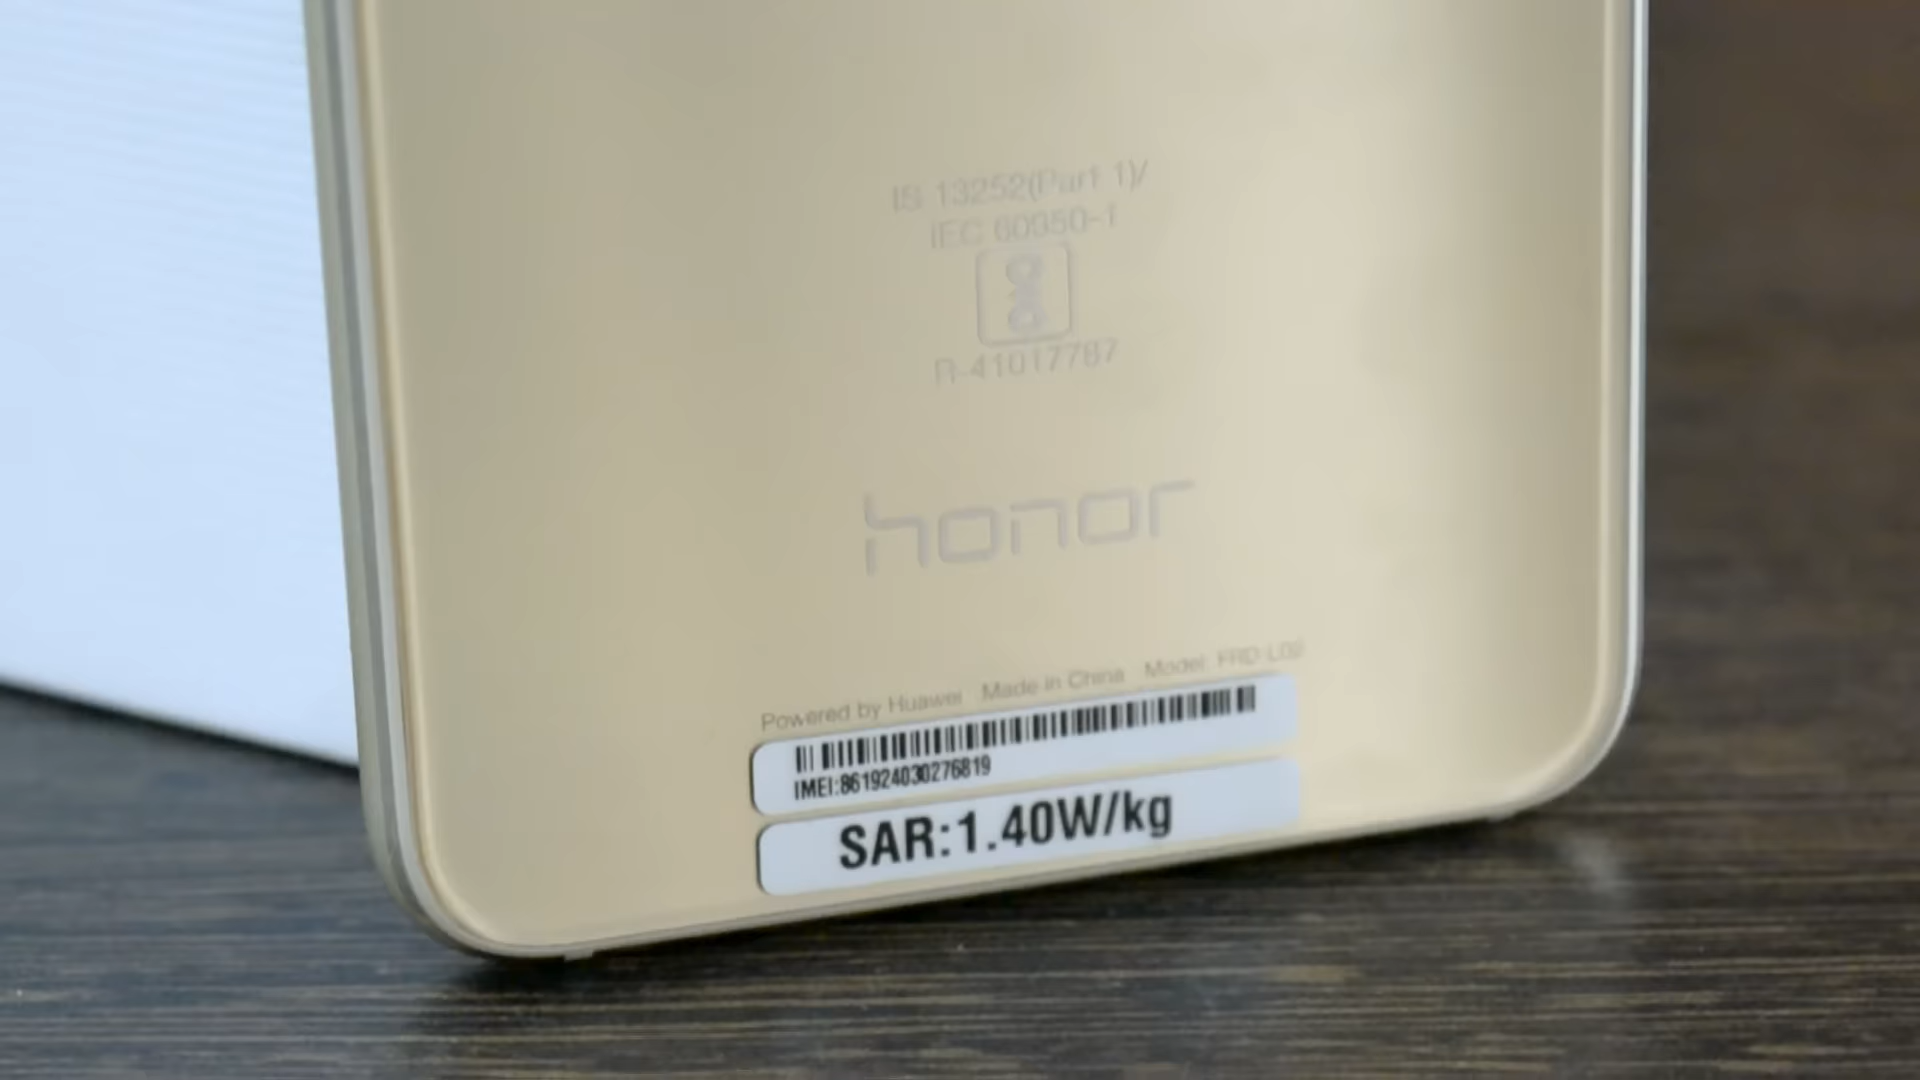 IS 13252(Part 1)/
IEC 60950-1
R-41017787
honor
Powered by Huawei Made in China Model: FRD-L02
IMEI:861924030276819
SAR:1.40W/kg